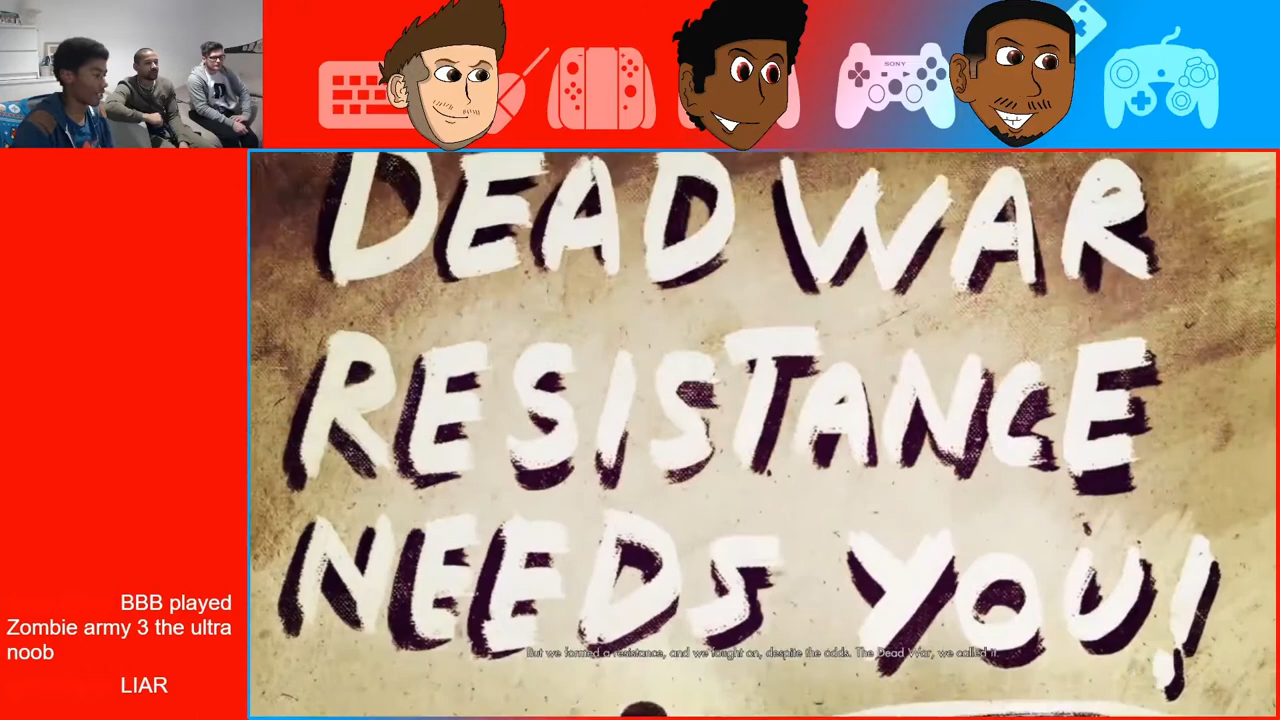 SONY
DEAD WAR
RESISTANCE
NEEDS YOU!
But we formed a resistance, and we fought on, despite the odds. The Dead War, we called it.
BBB played
Zombie army 3 the ultra
noob
LIAR